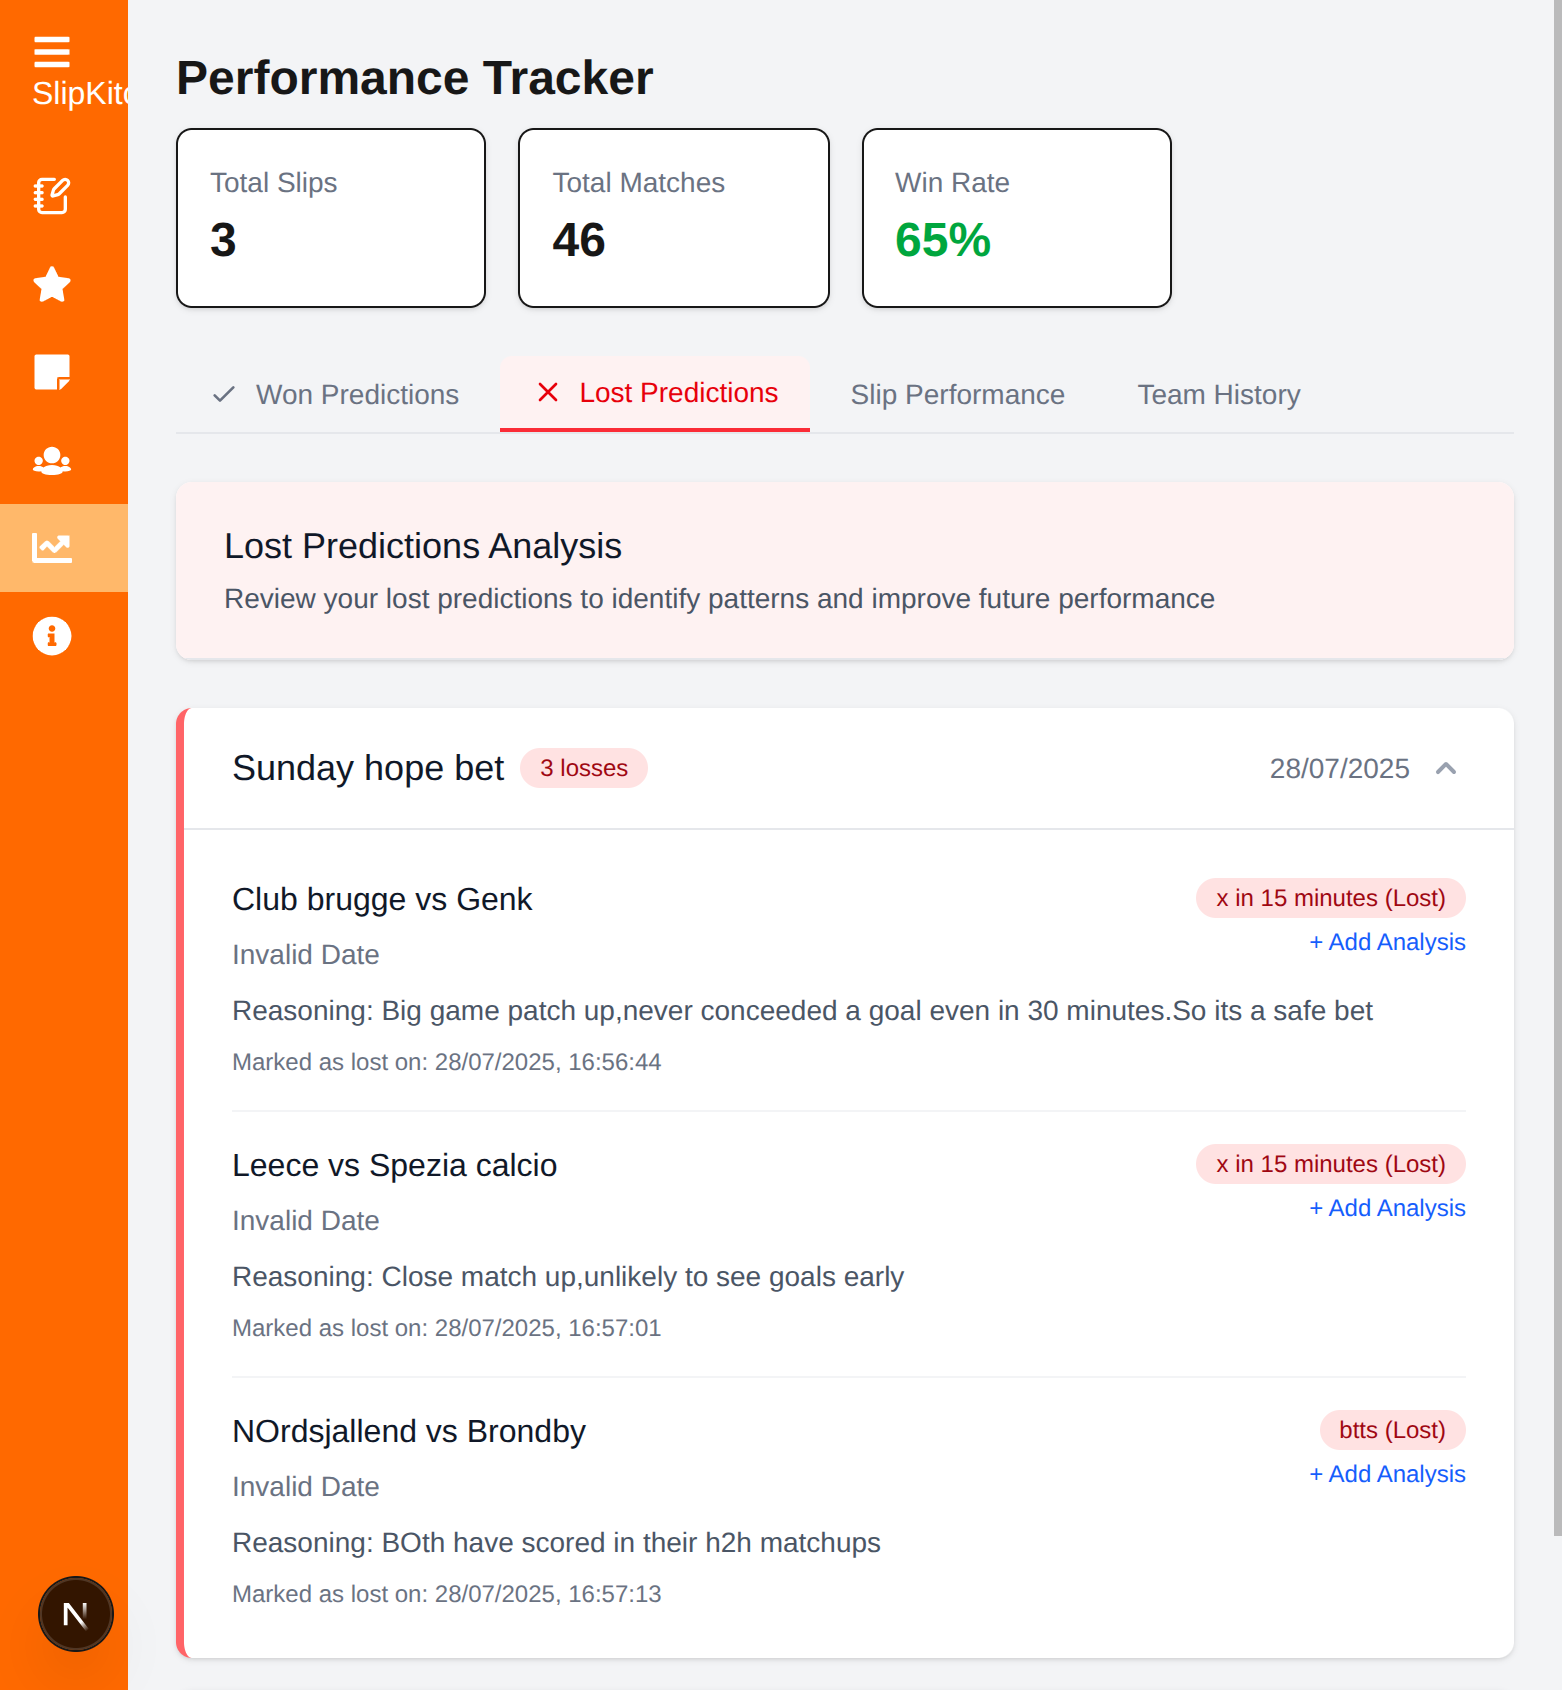 SlipKitc
Performance Tracker
Total Slips
3
Total Matches
46
Win Rate
65%
Won Predictions
Lost Predictions
Slip Performance
Team History
Lost Predictions Analysis
Review your lost predictions to identify patterns and improve future performance
Sunday hope bet
3 losses
28/07/2025
Club brugge vs Genk
x in 15 minutes (Lost)
Invalid Date
+ Add Analysis
Reasoning: Big game patch up,never conceeded a goal even in 30 minutes.So its a safe bet
Marked as lost on: 28/07/2025, 16:56:44
Leece vs Spezia calcio
x in 15 minutes (Lost)
Invalid Date
+ Add Analysis
Reasoning: Close match up,unlikely to see goals early
Marked as lost on: 28/07/2025, 16:57:01
NOrdsjallend vs Brondby
btts (Lost)
Invalid Date
+ Add Analysis
Reasoning: BOth have scored in their h2h matchups
Marked as lost on: 28/07/2025, 16:57:13
N